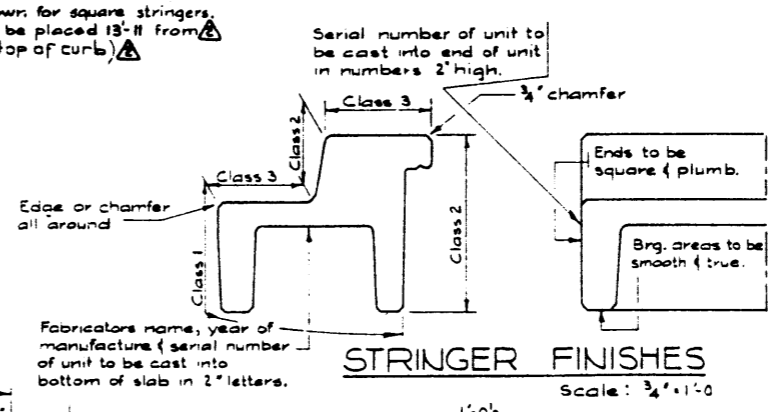 wn for square stringers.
be placed 13'-11 from 2
top of curb) 2
Serial number of unit to
be cast into end of unit
in numbers 2" high.
Class 3
3/4" chamfer
Class 2
Class 3
Ends to be
square & plumb.
Edge or chamfer
all around
Class 2
Class 1
Brg. areas to be
smooth & true.
Fabricators name, year of
manufacture & serial number
of unit to be cast into
bottom of slab in 2" letters.
STRINGER FINISHES
Scale: 3/4" = 1'-0